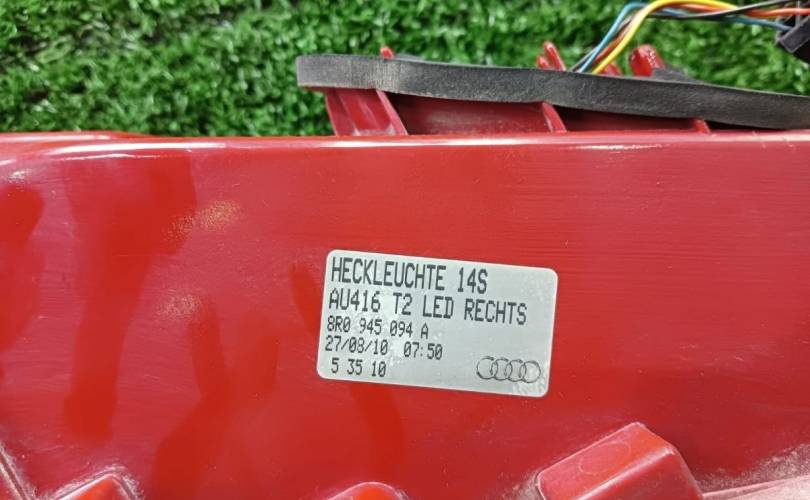 HECKLEUCHTE 14S
AU416 T2 LED RECHTS
8R0 945 094 A
27/08/10 07:50
5 35 10